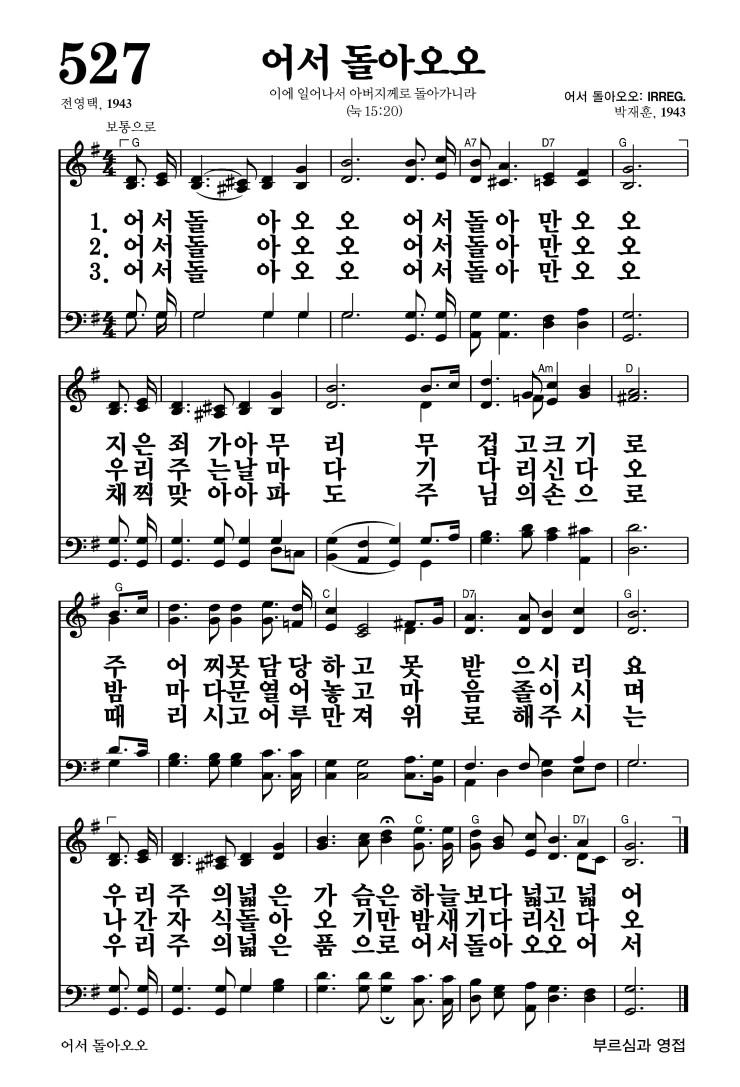 527
어서 돌아오오
이에 일어나서 아버지께로 돌아가니라
(눅 15:20)
전영택, 1943
어서 돌아오오: IRREG.
박재훈, 1943
보통으로
G A7 D7 G
1. 어 서 돌 아 오 오 어 서 돌 아 만 오 오
2. 어 서 돌 아 오 오 어 서 돌 아 만 오 오
3. 어 서 돌 아 오 오 어 서 돌 아 만 오 오
Am D
지 은 죄 가 아 무 리 무 겁 고 크 기 로
우 리 주 는 날 마 다 기 다 리 신 다 오
채 찍 맞 아 아 파 도 주 님 의 손 으 로
G C D7 G
주 어 찌 못 담 당 하 고 못 받 으 시 리 요
밤 마 다 문 열 어 놓 고 마 음 졸 이 시 며
때 리 시 고 어 루 만 져 위 로 해 주 시 는
C G D7 G
우 리 주 의 넓 은 가 슴 은 하 늘 보 다 넓 고 넓 어
나 간 자 식 돌 아 오 기 만 밤 새 기 다 리 신 다 오
우 리 주 의 넓 은 품 으 로 어 서 돌 아 오 오 어 서
어서 돌아오오
부르심과 영접